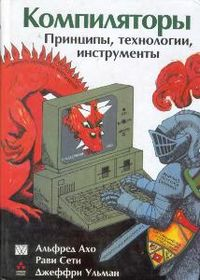 Компиляторы
Принципы, технологии,
инструменты
Альфред Ахо
Рави Сети
Джеффри Ульман